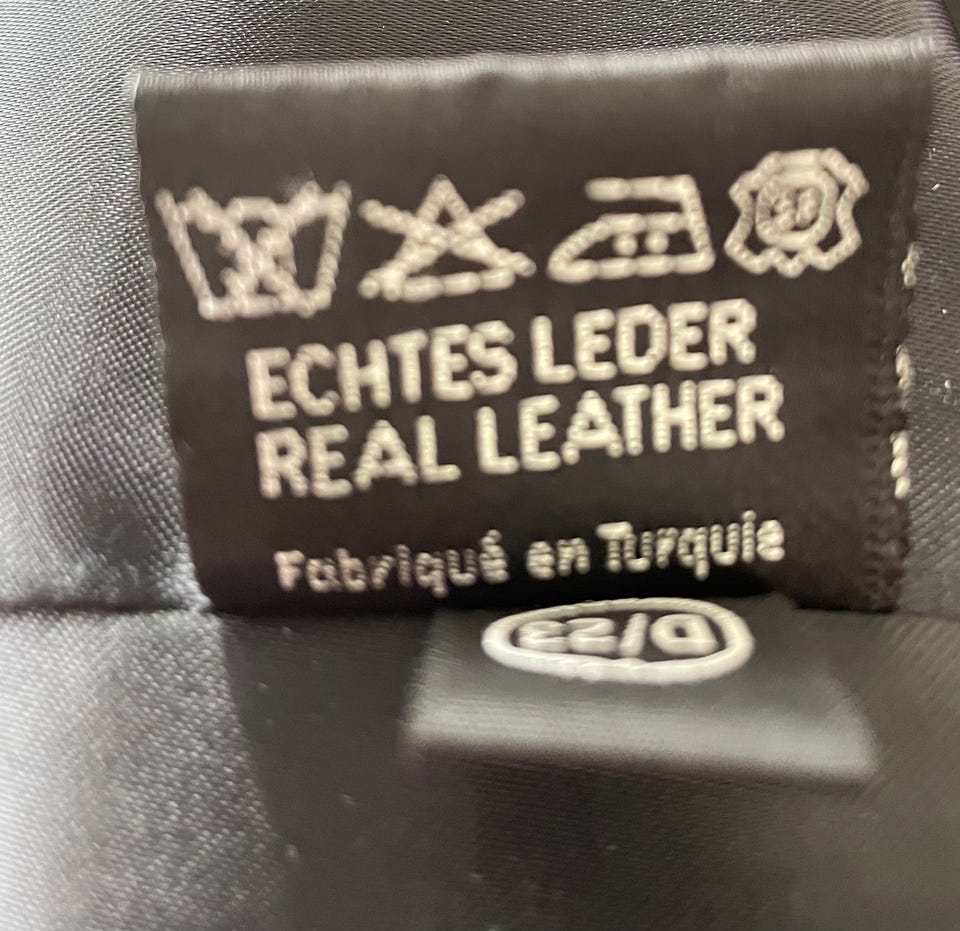 ECHTES LEDER
REAL LEATHER
Fabriqué en Turquie
D/23